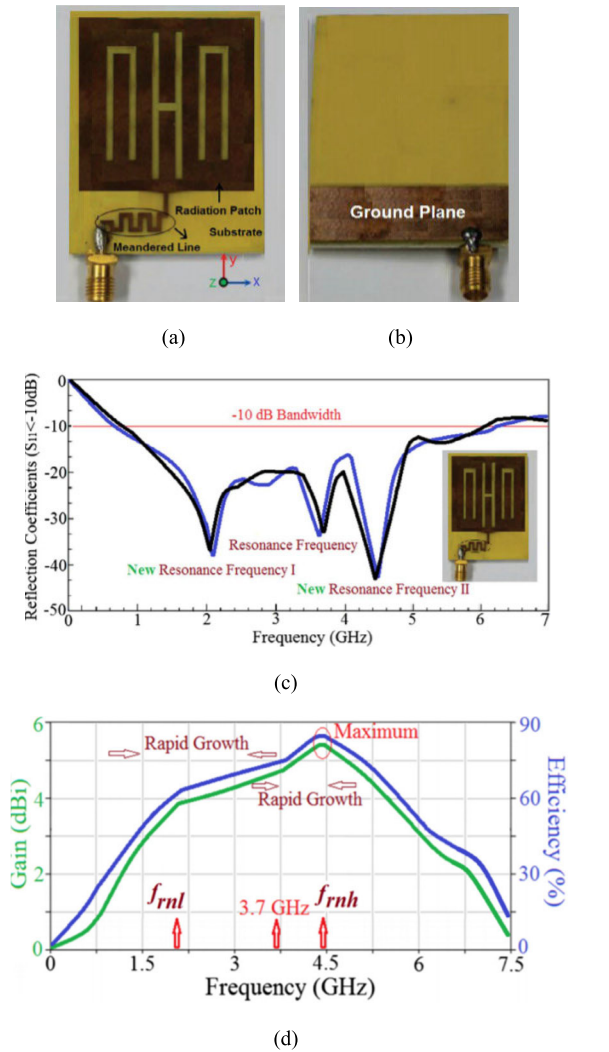 Radiation Patch
Substrate
Meandered Line
y
z
x
Ground Plane
(a)
(b)
Reflection Coefficients (S11<-10dB)
0
-10
-20
-30
-40
-50
-10 dB Bandwidth
Resonance Frequency
New Resonance Frequency I
New Resonance Frequency II
0 1 2 3 4 5 6 7
Frequency (GHz)
(c)
Gain (dBi)
6
4
2
0
Rapid Growth
Maximum
Rapid Growth
frnl
3.7 GHz
frnh
90
60
30
0
Efficiency (%)
0 1.5 3 4.5 6 7.5
Frequency (GHz)
(d)